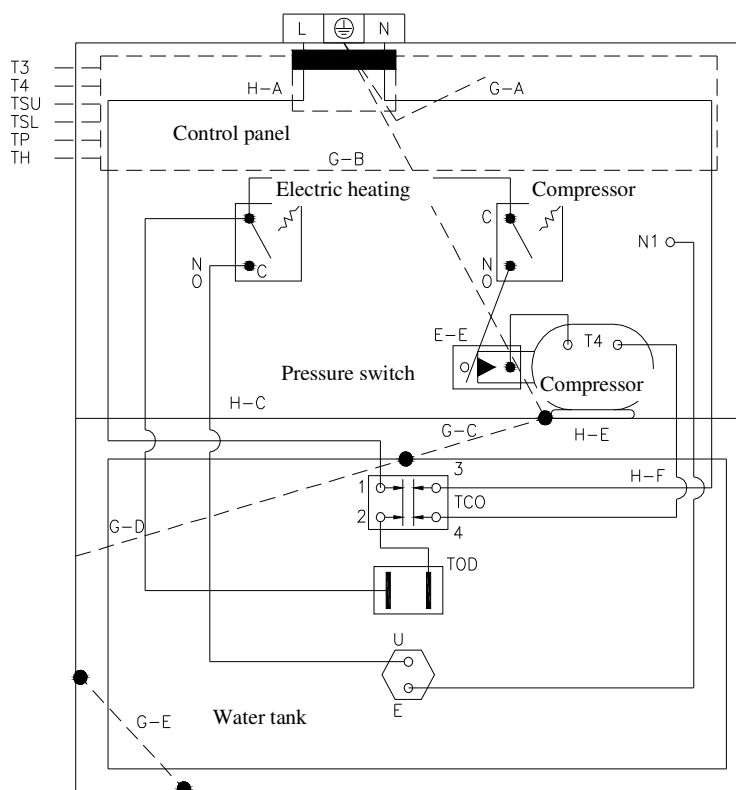 L N
T3
T4
TSU
TSL
TP
TH
H-A
G-A
Control panel
G-B
Electric heating
Compressor
C
N
O
C
C
N
O
N1
E-E
T4
Pressure switch
Compressor
H-C
G-C
H-E
3
H-F
1
TCO
2
4
G-D
TOD
U
E
G-E
Water tank